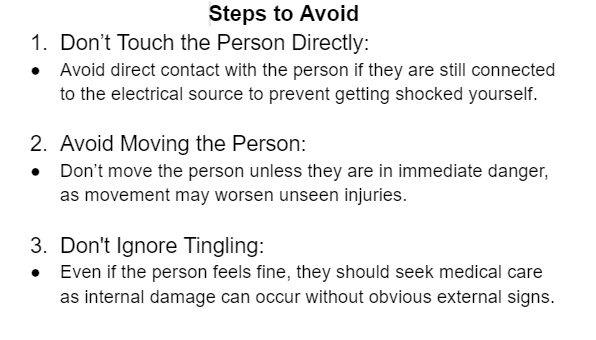 Steps to Avoid
1. Don’t Touch the Person Directly:
● Avoid direct contact with the person if they are still connected
to the electrical source to prevent getting shocked yourself.
2. Avoid Moving the Person:
● Don’t move the person unless they are in immediate danger,
as movement may worsen unseen injuries.
3. Don't Ignore Tingling:
● Even if the person feels fine, they should seek medical care
as internal damage can occur without obvious external signs.